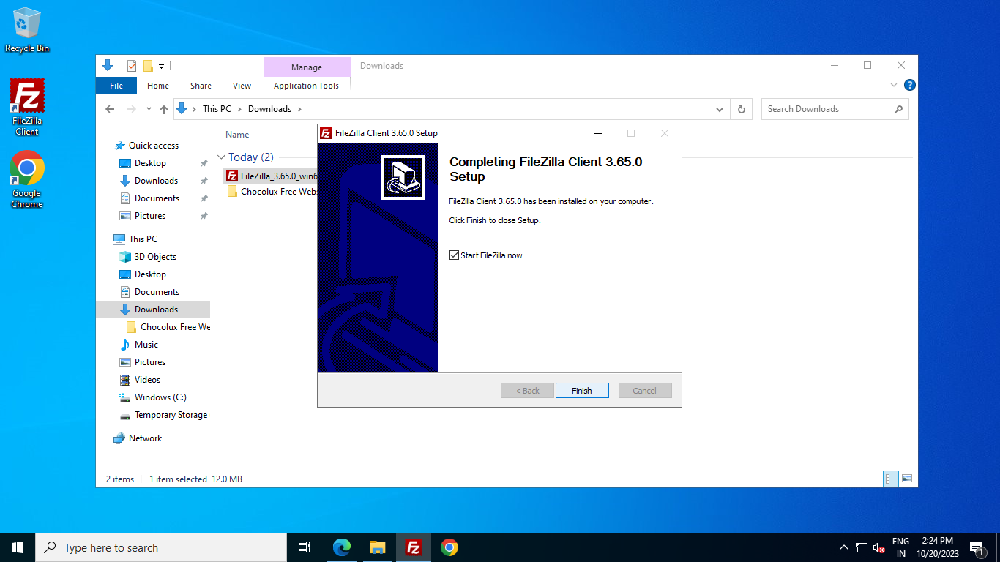 Recycle Bin
FileZilla
Client
Google
Chrome
Manage
Downloads
File
Home
Share
View
Application Tools
This PC
Downloads
Search Downloads
Quick access
Desktop
Downloads
Documents
Pictures
This PC
3D Objects
Desktop
Documents
Downloads
Chocolux Free We
Music
Pictures
Videos
Windows (C:)
Temporary Storage
Network
Name
Today (2)
FileZilla_3.65.0_win6
Chocolux Free Webs
FileZilla Client 3.65.0 Setup
Completing FileZilla Client 3.65.0
Setup
FileZilla Client 3.65.0 has been installed on your computer.
Click Finish to close Setup.
Start FileZilla now
< Back
Finish
Cancel
2 items
1 item selected 12.0 MB
Type here to search
ENG
IN
2:24 PM
10/20/2023
1